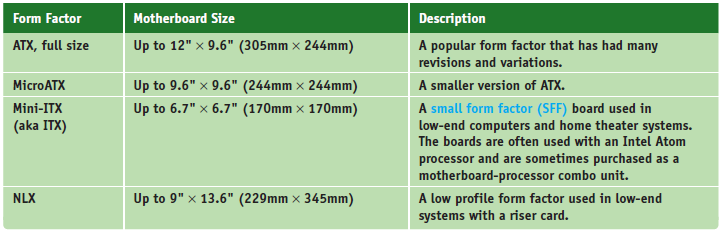 Form Factor Motherboard Size Description
ATX, full size Up to 12" × 9.6" (305mm × 244mm) A popular form factor that has had many
revisions and variations.
MicroATX Up to 9.6" × 9.6" (244mm × 244mm) A smaller version of ATX.
Mini-ITX Up to 6.7" × 6.7" (170mm × 170mm) A small form factor (SFF) board used in
(aka ITX) low-end computers and home theater systems.
The boards are often used with an Intel Atom
processor and are sometimes purchased as a
motherboard-processor combo unit.
NLX Up to 9" × 13.6" (229mm × 345mm) A low profile form factor used in low-end
systems with a riser card.